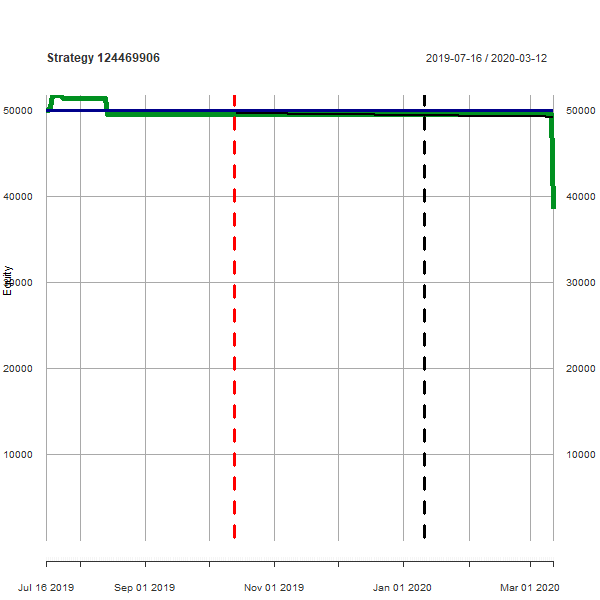 Strategy 124469906
2019-07-16 / 2020-03-12
50000 50000
40000 40000
Equity
30000 30000
20000 20000
10000 10000
Jul 16 2019 Sep 01 2019 Nov 01 2019 Jan 01 2020 Mar 01 2020